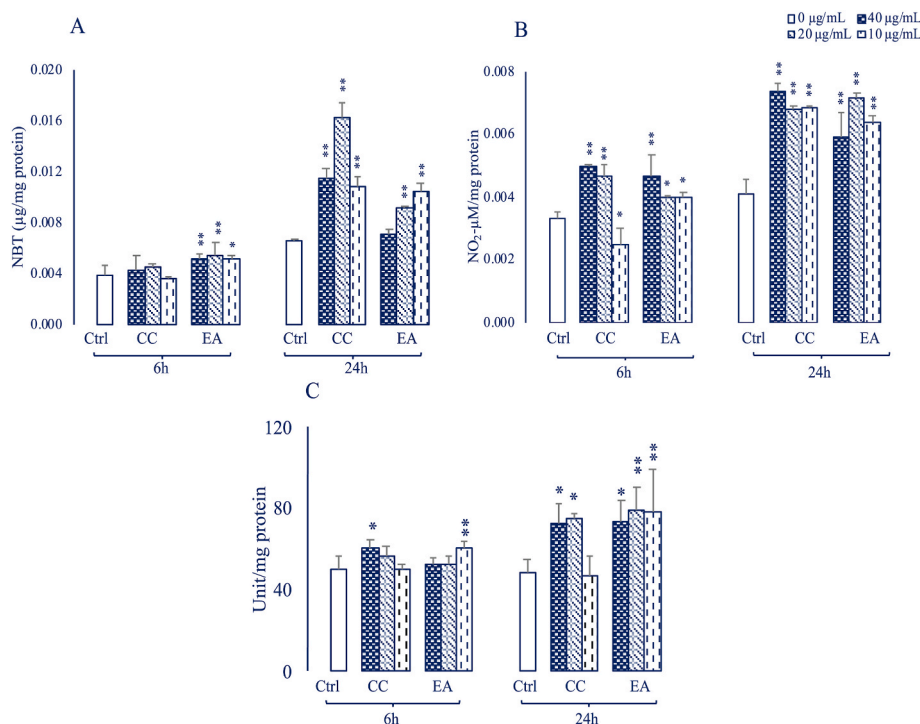 A
B
0 µg/mL 40 µg/mL
20 µg/mL 10 µg/mL
NBT (µg/mg protein)
0.020
0.016
0.012
0.008
0.004
0.000
** ** *
** ** ** ** **
Ctrl CC EA Ctrl CC EA
6h 24h
NO₂-µM/mg protein
0.008
0.006
0.004
0.002
0.000
** ** * ** * *
** ** ** ** ** **
Ctrl CC EA Ctrl CC EA
6h 24h
C
Unit/mg protein
120
80
40
0
* **
* * * ** **
Ctrl CC EA Ctrl CC EA
6h 24h